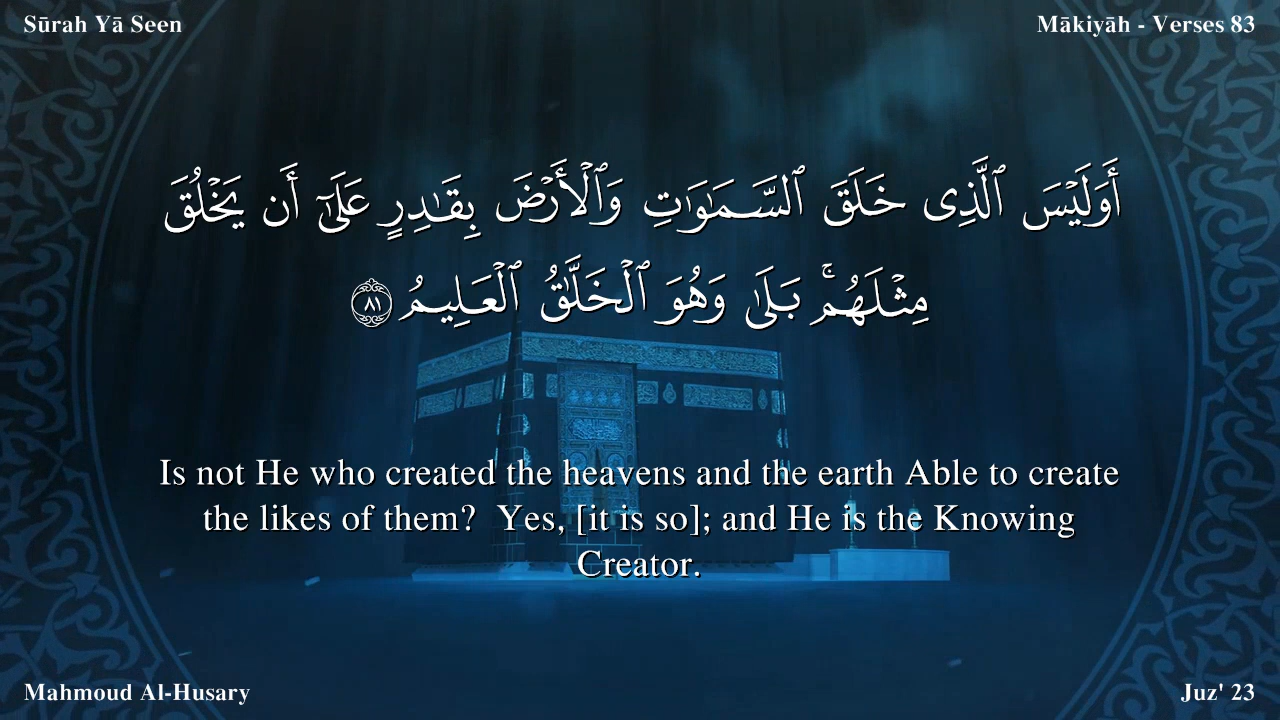 Sūrah Yā Seen
Mākiyāh - Verses 83
أَوَلَيْسَ ٱلَّذِى خَلَقَ ٱلسَّمَـٰوَٰتِ وَٱلْأَرْضَ بِقَـٰدِرٍ عَلَىٰٓ أَن يَخْلُقَ
مِثْلَهُم ۚ بَلَىٰ وَهُوَ ٱلْخَلَّـٰقُ ٱلْعَلِيمُ ٨١
Is not He who created the heavens and the earth Able to create
the likes of them?  Yes, [it is so]; and He is the Knowing
Creator.
Mahmoud Al-Husary
Juz' 23